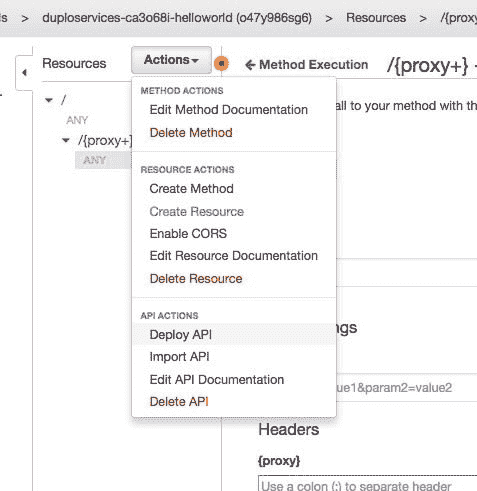 ls > duploservices-ca3o68i-helloworld (o47y986sg6) > Resources > /{proxy
Resources Actions Method Execution /{proxy+} -
METHOD ACTIONS
/ Edit Method Documentation all to your method with th
ANY Delete Method
/{proxy+}
ANY
RESOURCE ACTIONS
Create Method
Create Resource
Enable CORS
Edit Resource Documentation
Delete Resource
API ACTIONS
Deploy API ngs
Import API
Edit API Documentation ue1&param2=value2
Delete API
Headers
{proxy}
Use a colon (:) to separate header